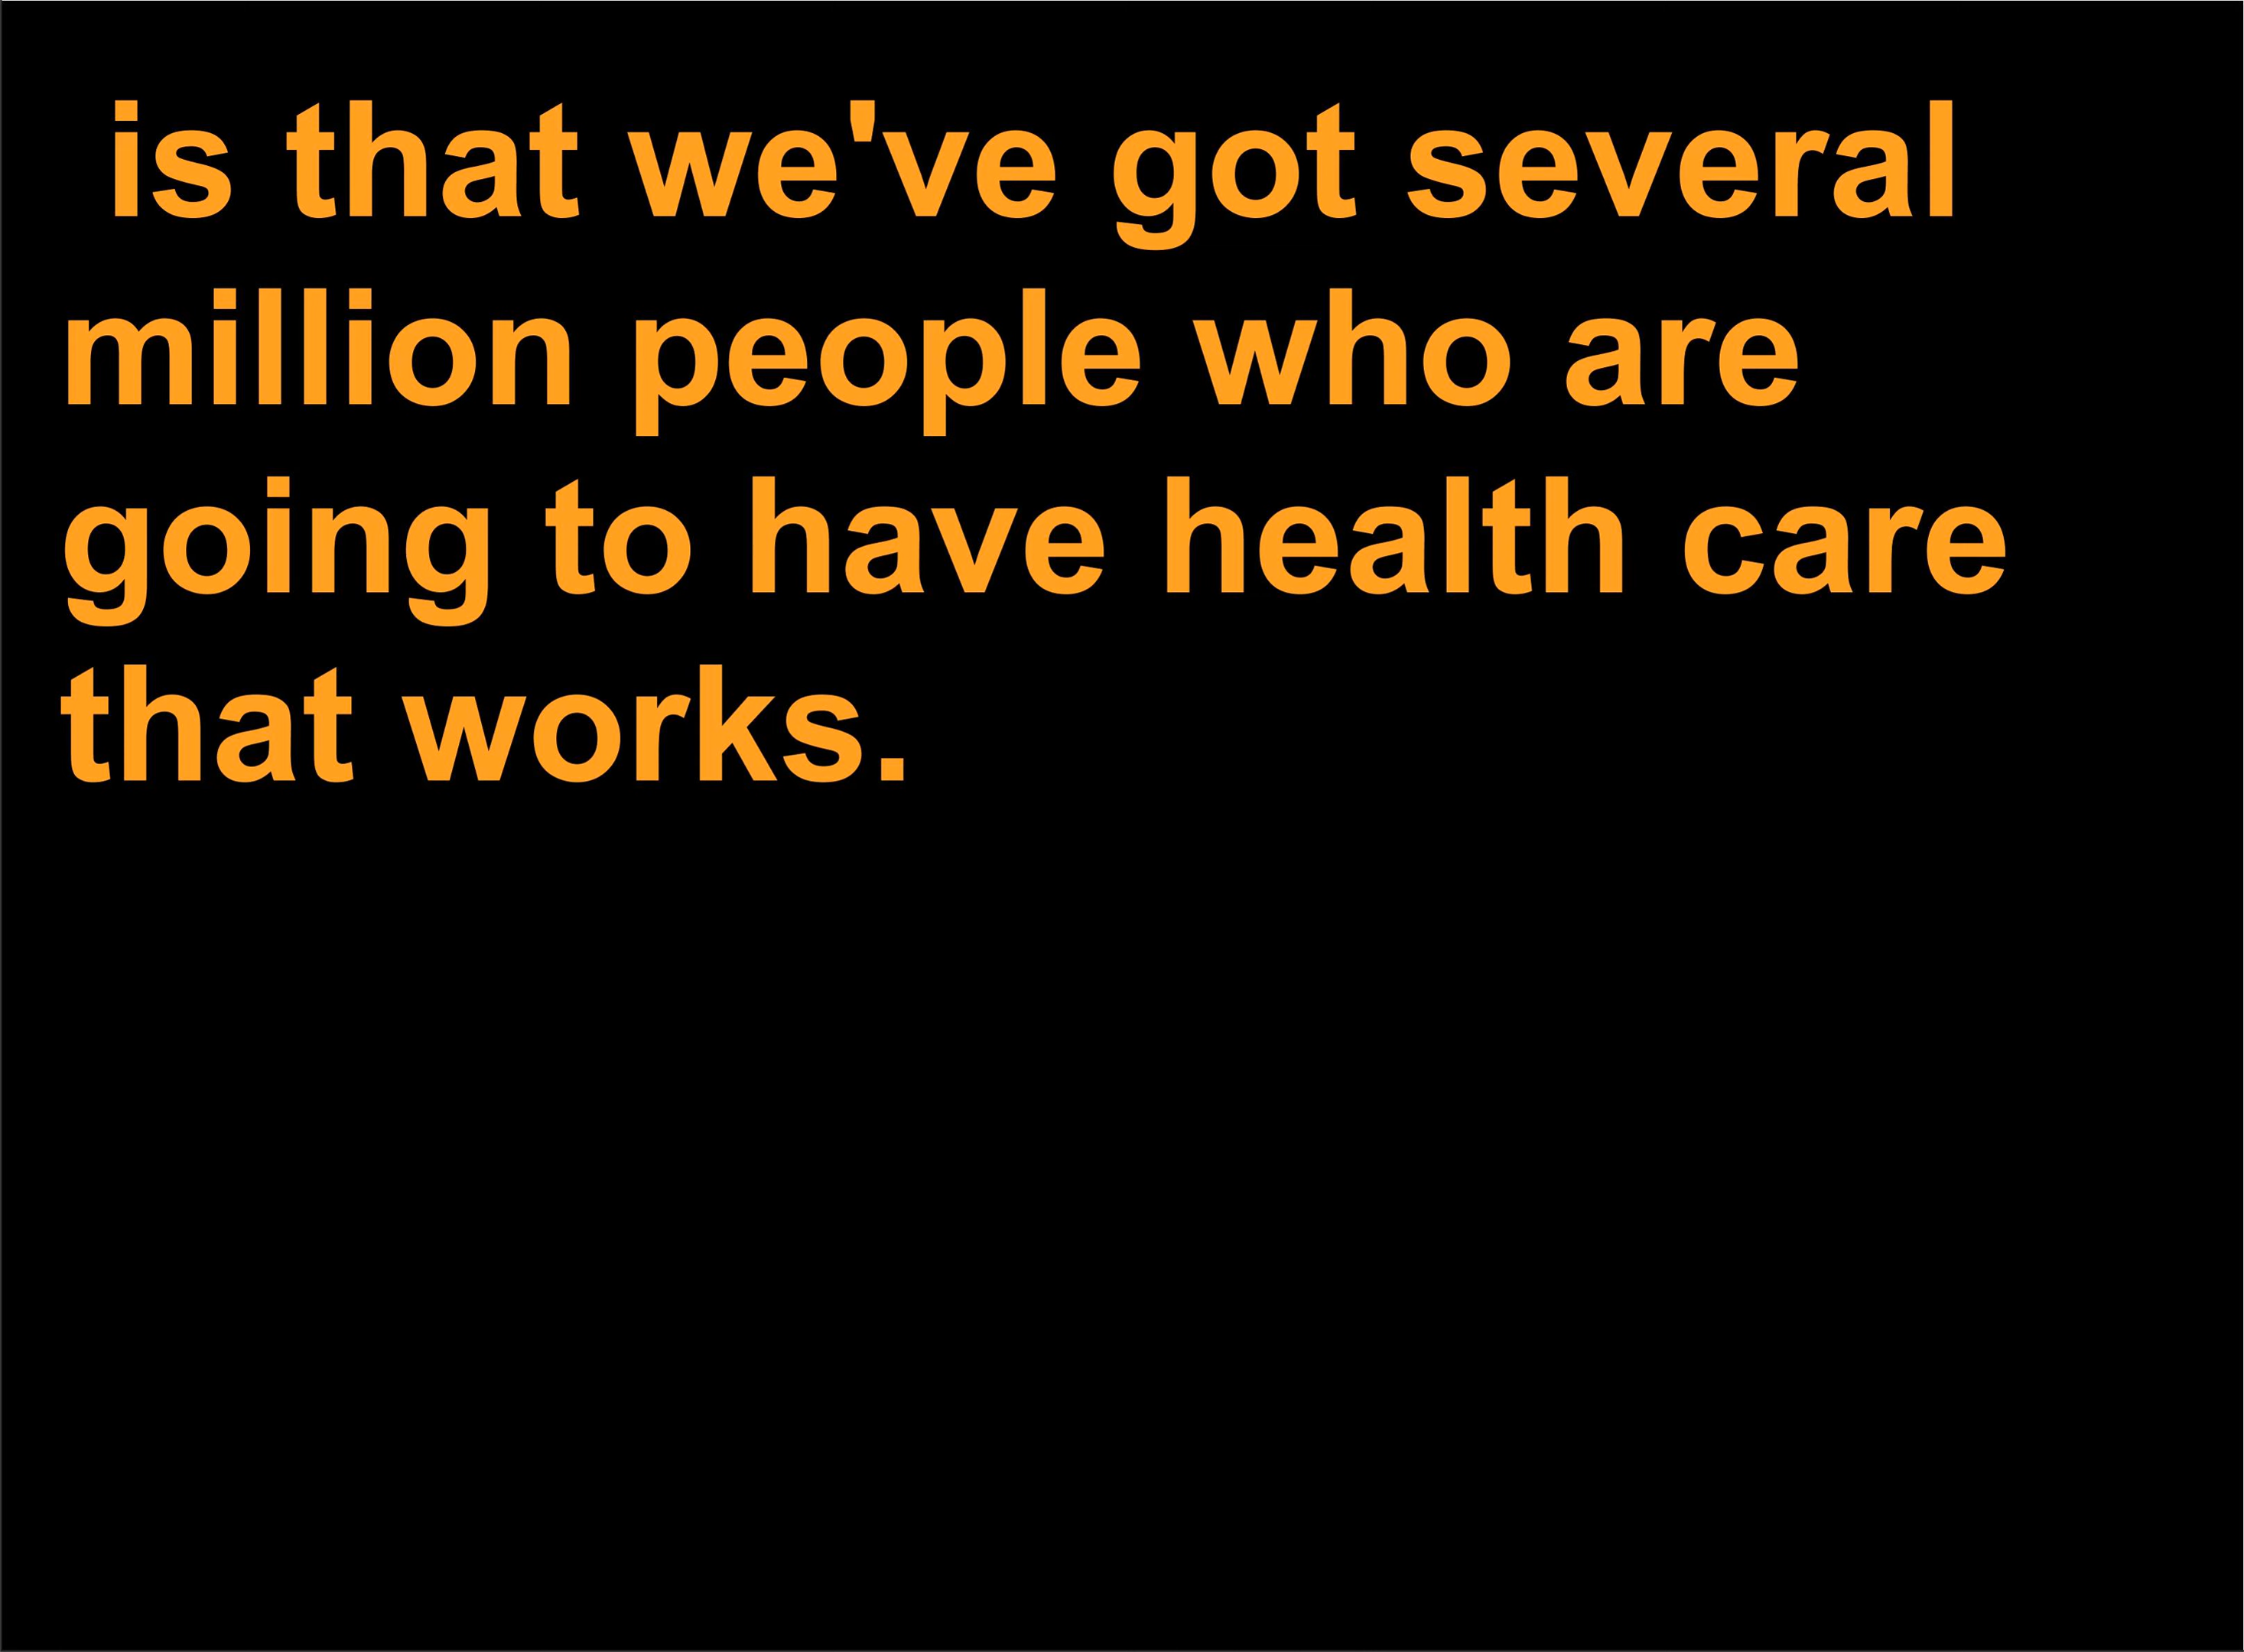 is that we've got several
million people who are
going to have health care
that works.